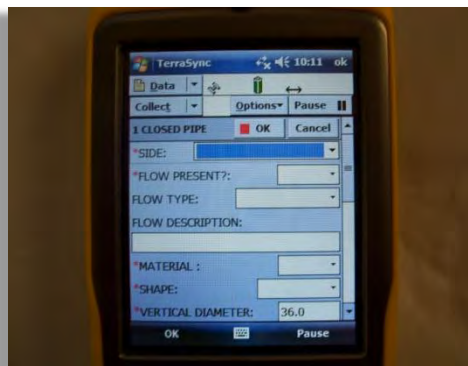 TerraSync 10:11 ok
Data
Collect Options Pause
1 CLOSED PIPE OK Cancel
*SIDE:
*FLOW PRESENT?:
FLOW TYPE:
FLOW DESCRIPTION:
*MATERIAL :
*SHAPE:
*VERTICAL DIAMETER: 36.0
OK Pause